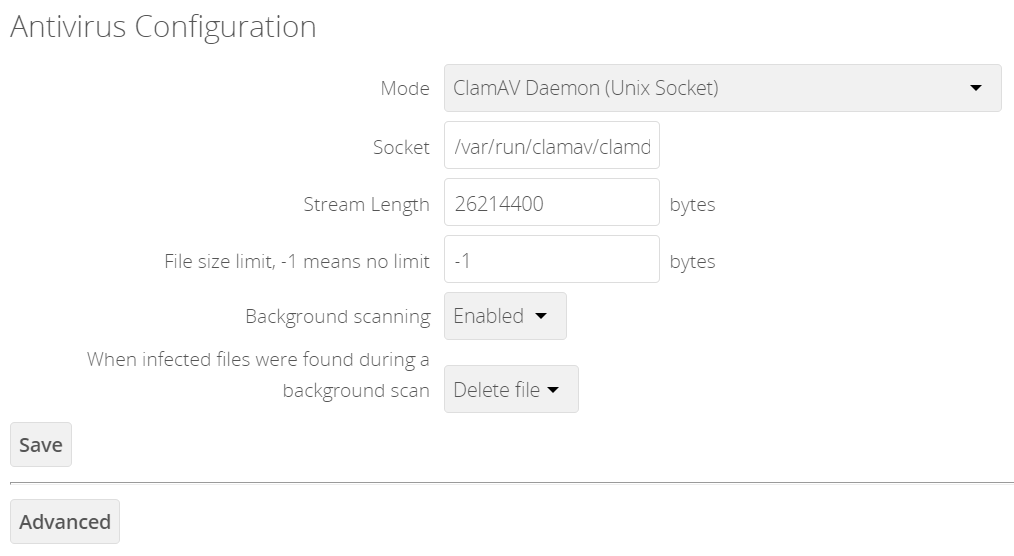 Antivirus Configuration
Mode ClamAV Daemon (Unix Socket)
Socket /var/run/clamav/clamd
Stream Length 26214400 bytes
File size limit, -1 means no limit -1 bytes
Background scanning Enabled
When infected files were found during a
background scan Delete file
Save
Advanced